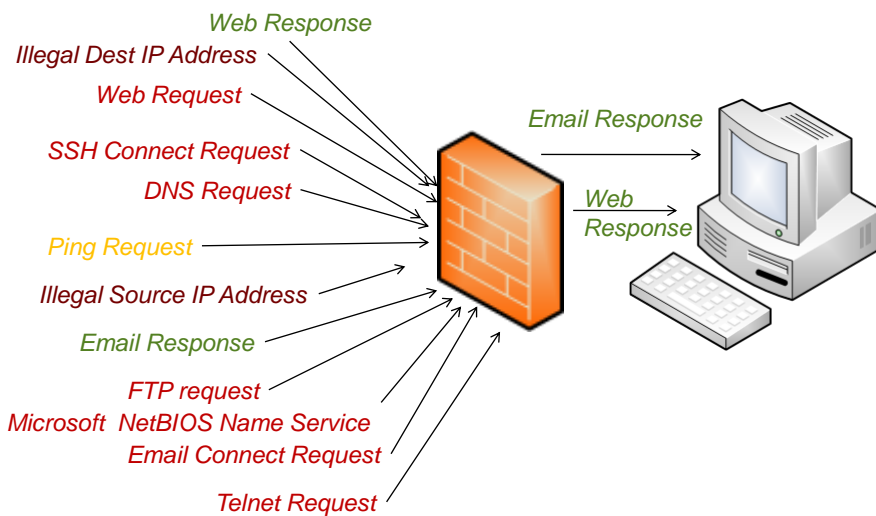 Web Response
Illegal Dest IP Address
Web Request
SSH Connect Request
DNS Request
Ping Request
Illegal Source IP Address
Email Response
FTP request
Microsoft NetBIOS Name Service
Email Connect Request
Telnet Request
Email Response
Web
Response